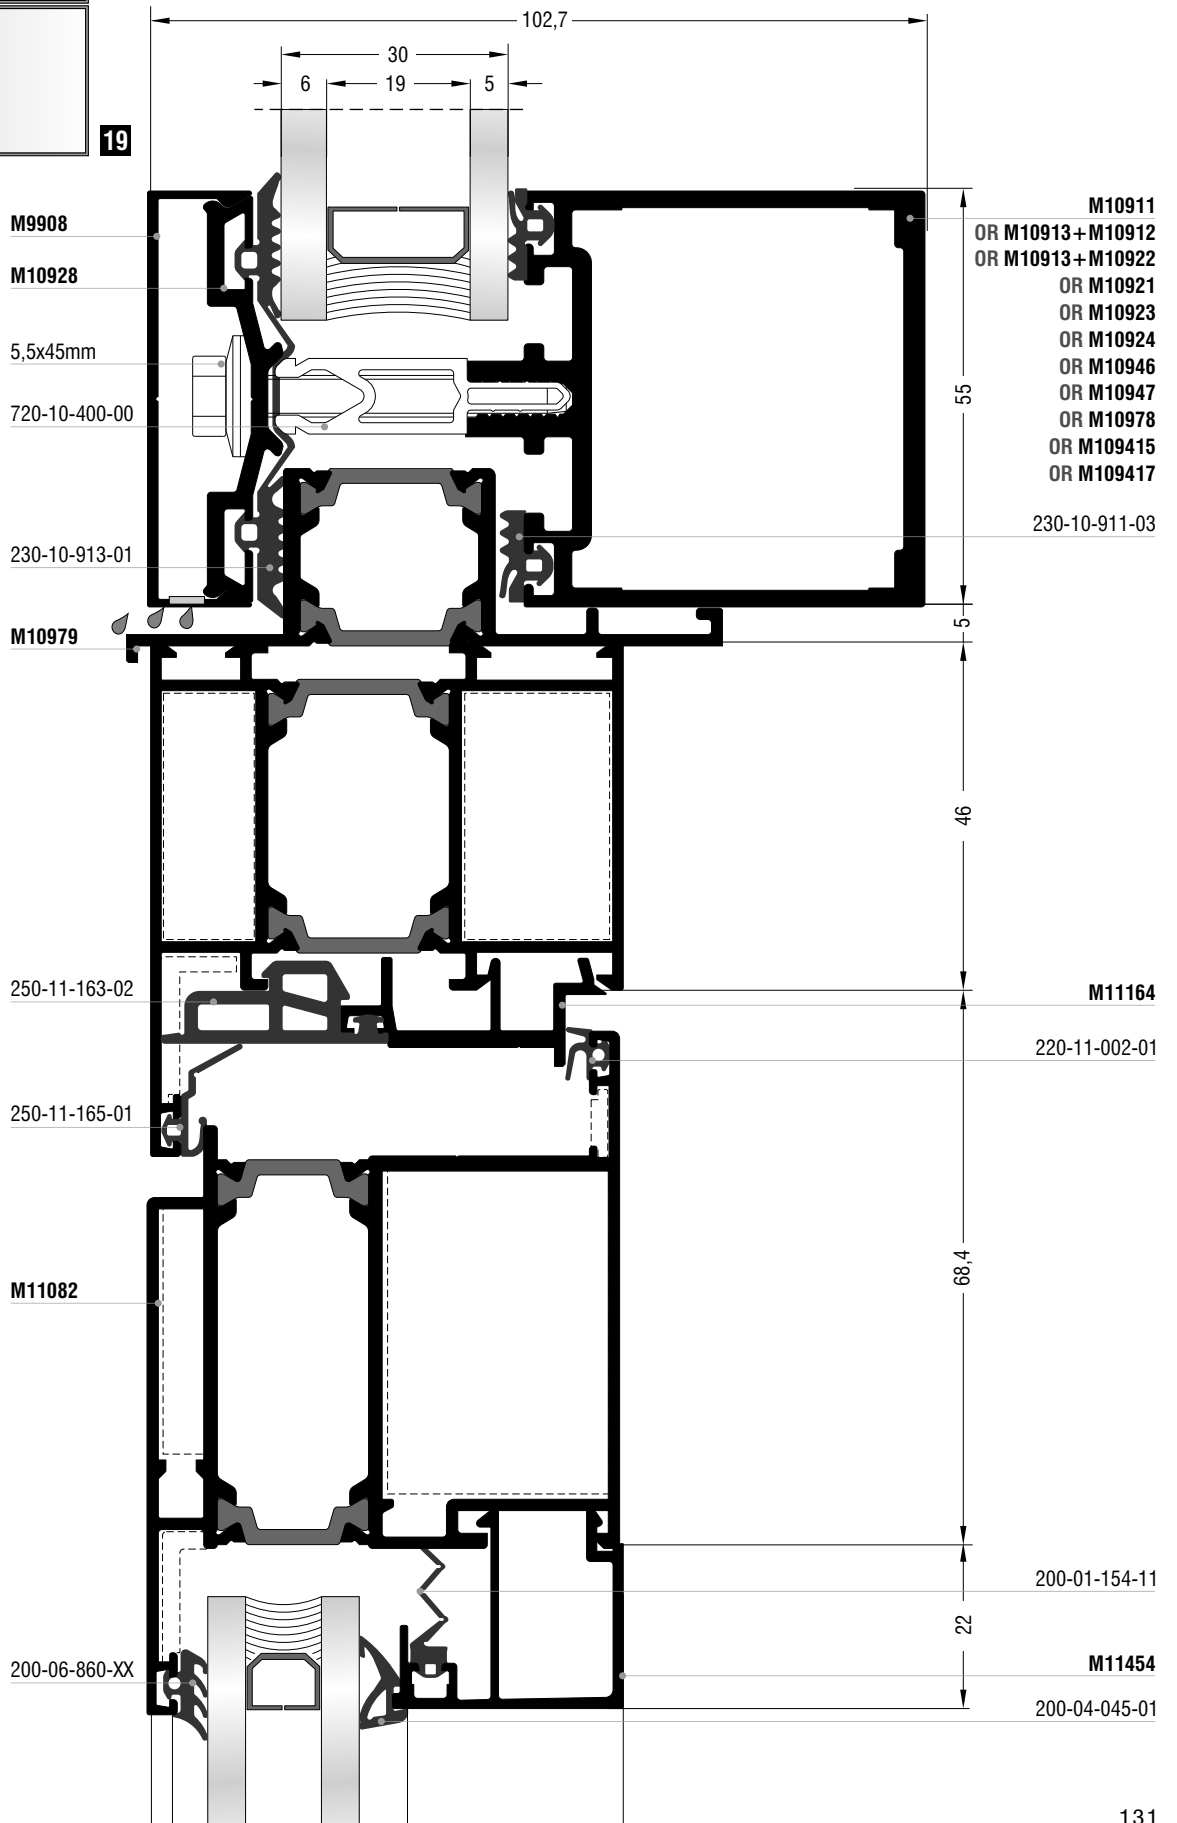 102,7
30
6 19 5
19
M9908
M10928
5,5x45mm
720-10-400-00
230-10-913-01
M10979
250-11-163-02
250-11-165-01
M11082
200-06-860-XX
M10911
OR M10913+M10912
OR M10913+M10922
OR M10921
OR M10923
OR M10924
OR M10946
OR M10947
OR M10978
OR M109415
OR M109417
230-10-911-03
55
5
46
M11164
220-11-002-01
68,4
200-01-154-11
22
M11454
200-04-045-01
131